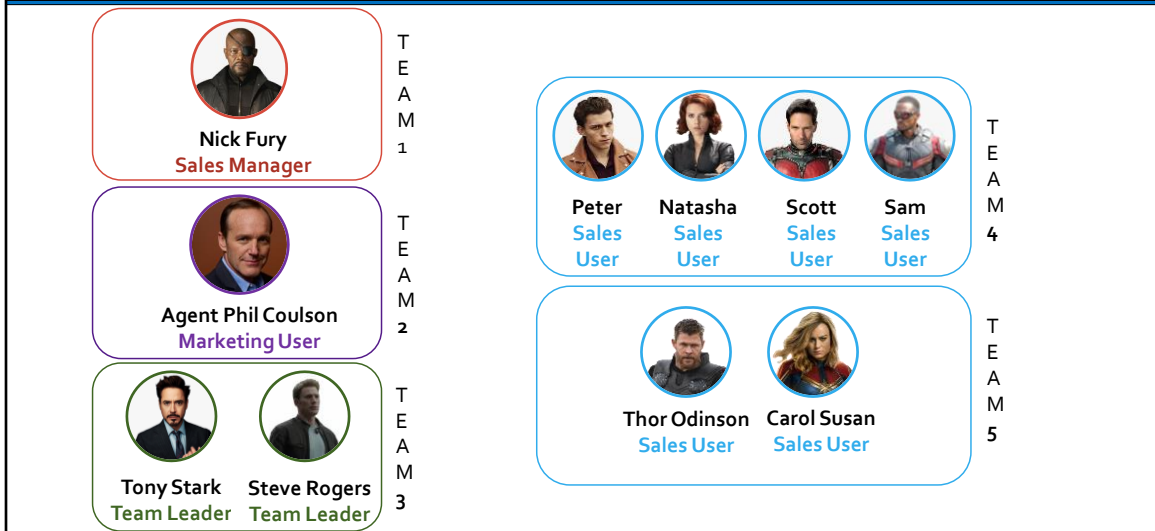 Nick Fury
Sales Manager
T
E
A
M
1
Agent Phil Coulson
Marketing User
T
E
A
M
2
Tony Stark
Team Leader
Steve Rogers
Team Leader
T
E
A
M
3
Peter
Sales
User
Natasha
Sales
User
Scott
Sales
User
Sam
Sales
User
T
E
A
M
4
Thor Odinson
Sales User
Carol Susan
Sales User
T
E
A
M
5